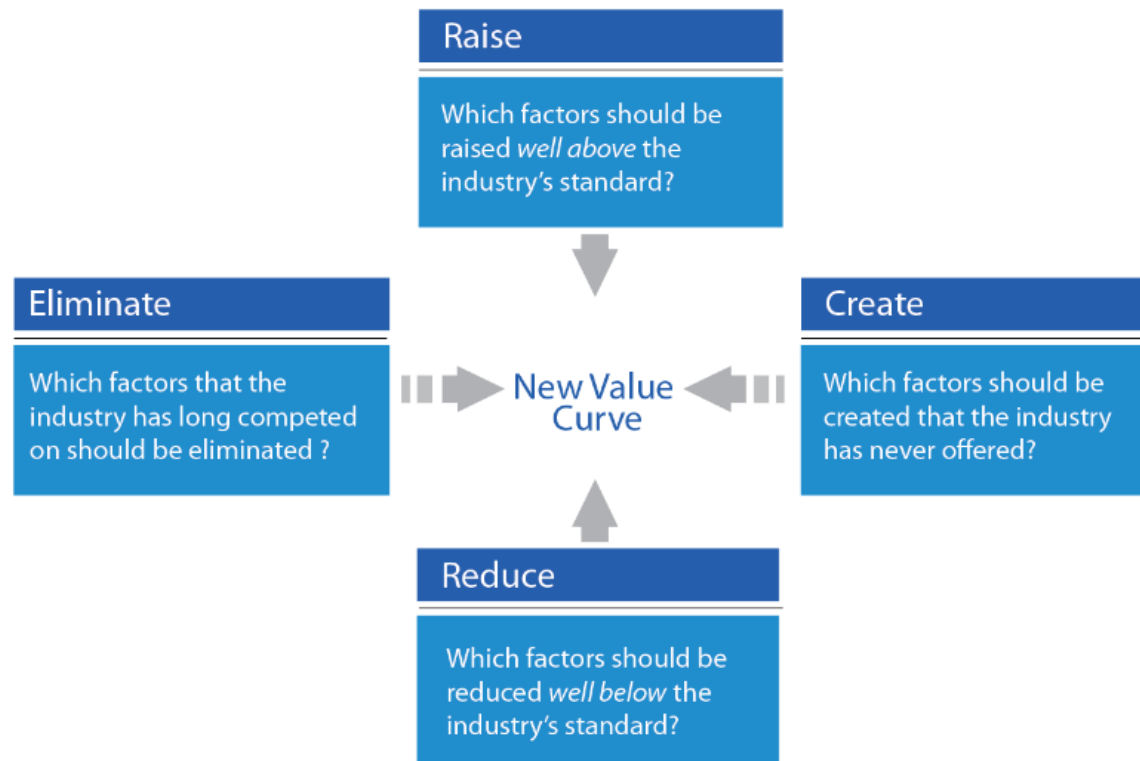 Raise
Which factors should be
raised well above the
industry’s standard?
Eliminate
Which factors that the
industry has long competed
on should be eliminated ?
New Value
Curve
Create
Which factors should be
created that the industry
has never offered?
Reduce
Which factors should be
reduced well below the
industry’s standard?